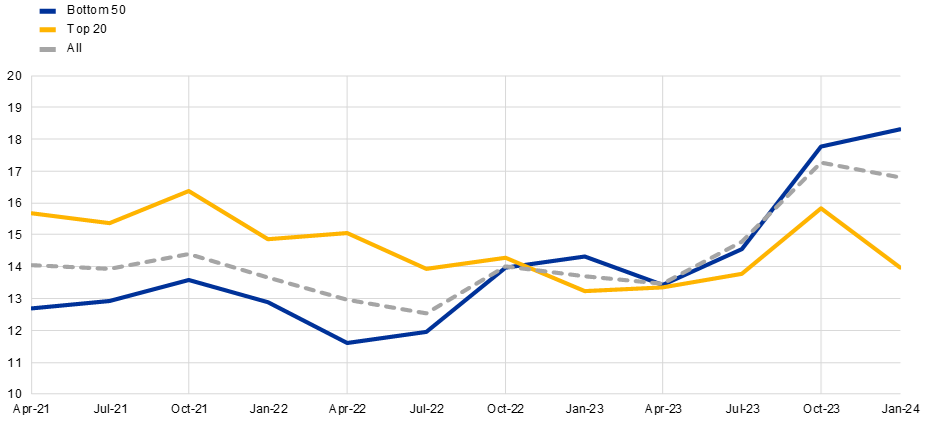 Bottom 50
Top 20
All
20
19
18
17
16
15
14
13
12
11
10
Apr-21 Jul-21 Oct-21 Jan-22 Apr-22 Jul-22 Oct-22 Jan-23 Apr-23 Jul-23 Oct-23 Jan-24